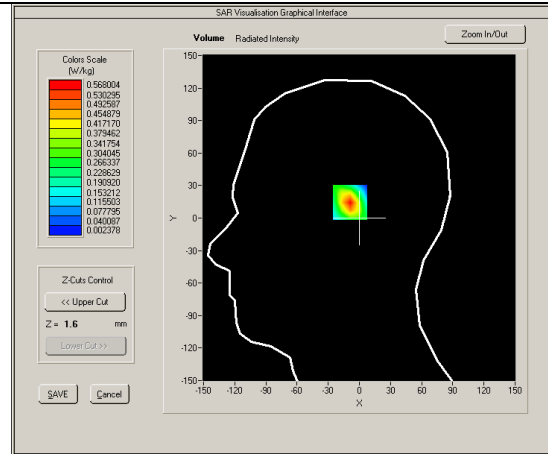 SAR Visualisation Graphical Interface
Volume Radiated Intensity
Zoom In/Out
Colors Scale
(W/kg)
0.568004
0.530295
0.492587
0.454879
0.417170
0.379462
0.341754
0.304045
0.266337
0.228629
0.190920
0.153212
0.115503
0.077795
0.040087
0.002378
Z-Cuts Control
<< Upper Cut
Z = 1.6 mm
Lower Cut >>
SAVE Cancel
150
120
90
60
30
Y 0
-30
-60
-90
-120
-150
-150 -120 -90 -60 -30 0 30 60 90 120 150
X